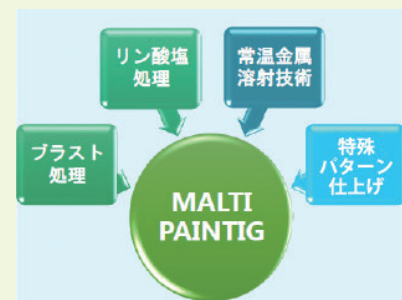 リン酸塩
処理
常温金属
溶射技術
ブラスト
処理
特殊
パターン
仕上げ
MALTI
PAINTIG